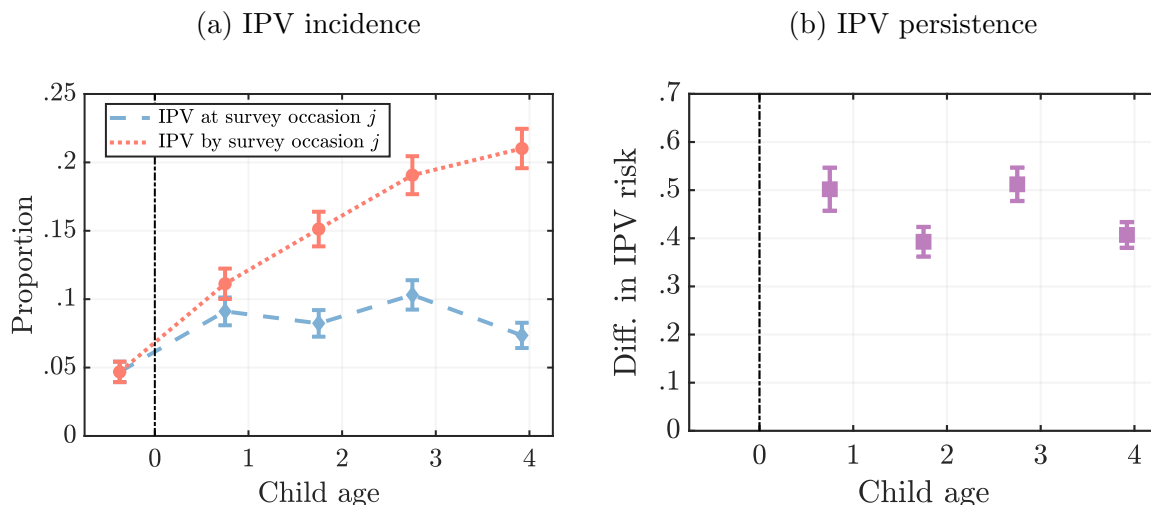 (a) IPV incidence
.25
.2
.15
.1
.05
0
Proportion
IPV at survey occasion j
IPV by survey occasion j
0 1 2 3 4
Child age
(b) IPV persistence
.7
.6
.5
.4
.3
.2
.1
0
Diff. in IPV risk
0 1 2 3 4
Child age